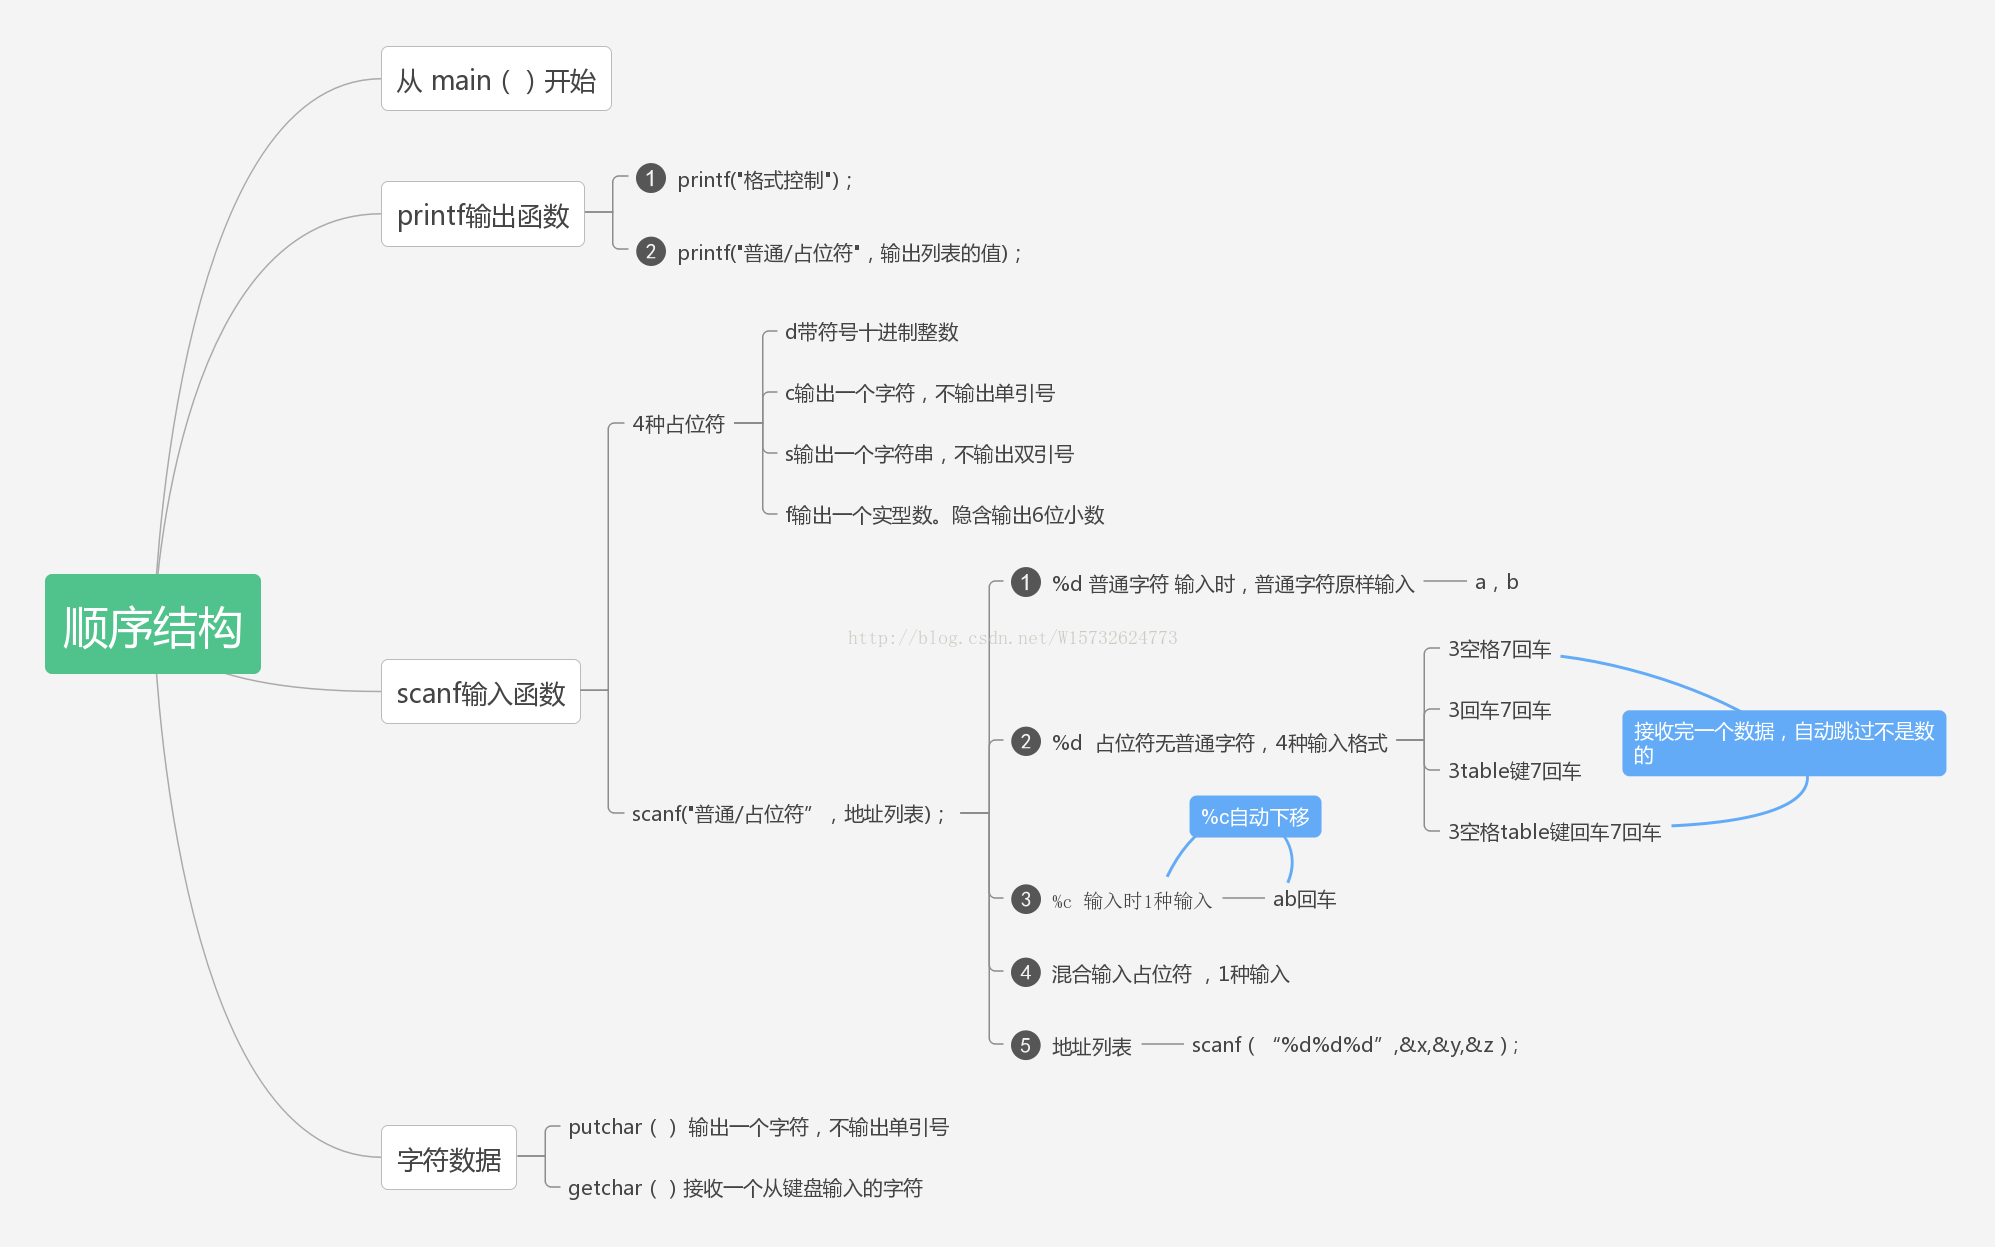 从 main（ ）开始
printf输出函数
1 printf("格式控制")；
2 printf("普通/占位符"，输出列表的值)；
顺序结构
scanf输入函数
4种占位符
d带符号十进制整数
c输出一个字符，不输出单引号
s输出一个字符串，不输出双引号
f输出一个实型数。隐含输出6位小数
scanf("普通/占位符”，地址列表)；
1 %d 普通字符 输入时，普通字符原样输入
a，b
http://blog.csdn.net/W15732624773
2 %d 占位符无普通字符，4种输入格式
3空格7回车
3回车7回车
3table键7回车
3空格table键回车7回车
接收完一个数据，自动跳过不是数
的
%c自动下移
3 %c 输入时1种输入
ab回车
4 混合输入占位符 ，1种输入
5 地址列表
scanf（ “%d%d%d”,&x,&y,&z）；
字符数据
putchar（ ） 输出一个字符，不输出单引号
getchar（ ）接收一个从键盘输入的字符